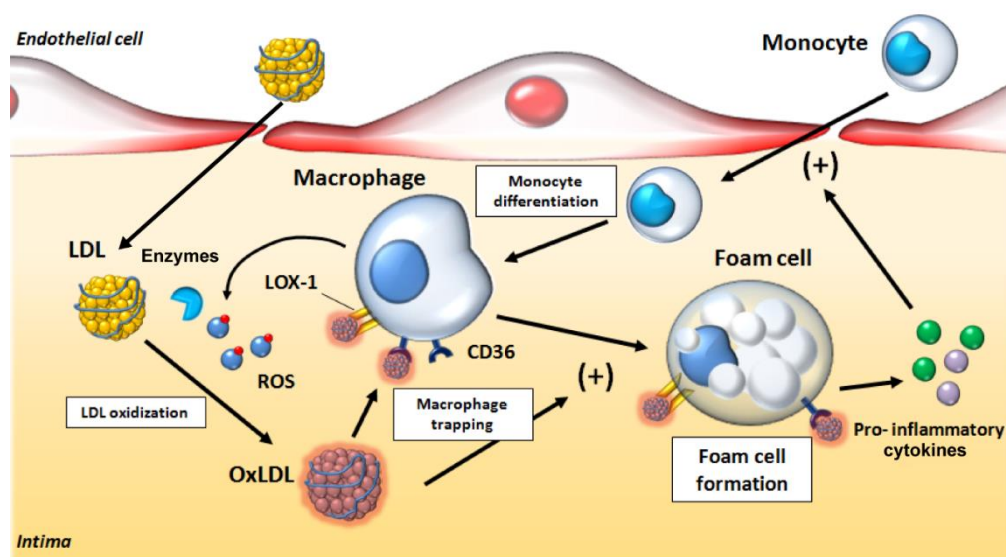 Endothelial cell
Monocyte
(+)
Macrophage
Monocyte
differentiation
LDL
Enzymes
LOX-1
Foam cell
CD36
ROS
(+)
LDL oxidization
Macrophage
trapping
Pro- inflammatory
cytokines
OxLDL
Foam cell
formation
Intima